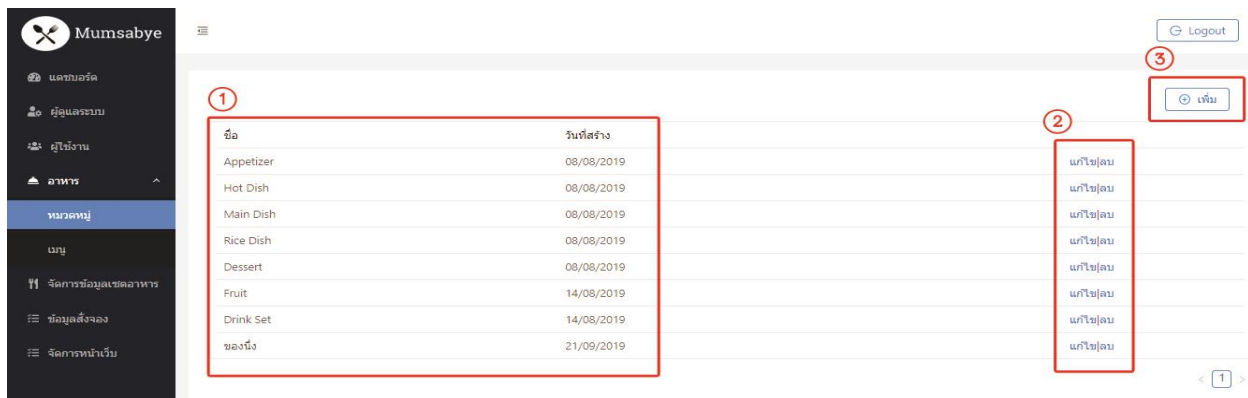 Mumsabye
Logout
แดชบอร์ด
ผู้ดูแลระบบ
ผู้ใช้งาน
อาหาร
หมวดหมู่
เมนู
จัดการข้อมูลเซตอาหาร
ข้อมูลสั่งจอง
จัดการหน้าเว็บ
3
เพิ่ม
1
2
ชื่อ วันที่สร้าง
Appetizer 08/08/2019 แก้ไข|ลบ
Hot Dish 08/08/2019 แก้ไข|ลบ
Main Dish 08/08/2019 แก้ไข|ลบ
Rice Dish 08/08/2019 แก้ไข|ลบ
Dessert 08/08/2019 แก้ไข|ลบ
Fruit 14/08/2019 แก้ไข|ลบ
Drink Set 14/08/2019 แก้ไข|ลบ
ของนึ่ง 21/09/2019 แก้ไข|ลบ
< 1 >